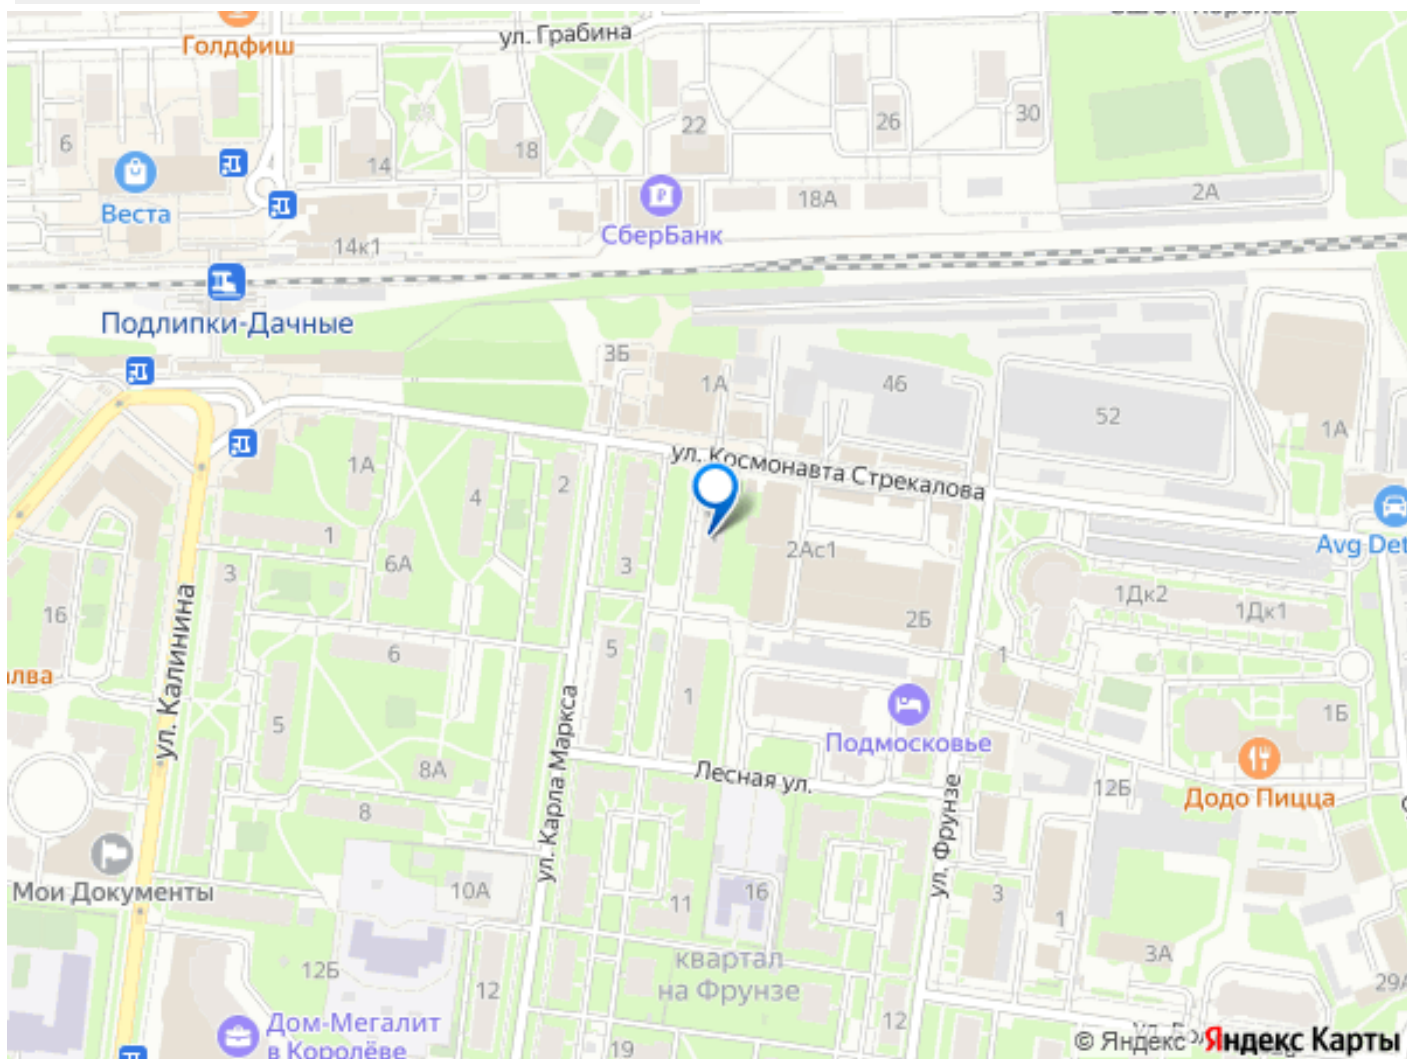 Голдфиш
ул. Грабина
6
14
18
22
26
30
Веста
14к1
СберБанк
18А
2А
Подлипки-Дачные
3Б
1А
46
52
1А
ул. Космонавта Стрекалова
1А
4
2
1
6А
3
3
2Ас1
Avg Det
1Дк2
1Дк1
16
ул. Калинина
6
5
2Б
1
алва
5
1
Подмосковье
1Б
8А
ул. Карла Маркса
Лесная ул.
12Б
Додо Пицца
8
ул. Фрунзе
Мои Документы
10А
11
16
3
1
3А
12Б
12
квартал
на Фрунзе
29А
Дом-Мегалит
в Королёве
19
12
© Яндекс Яндекс Карты